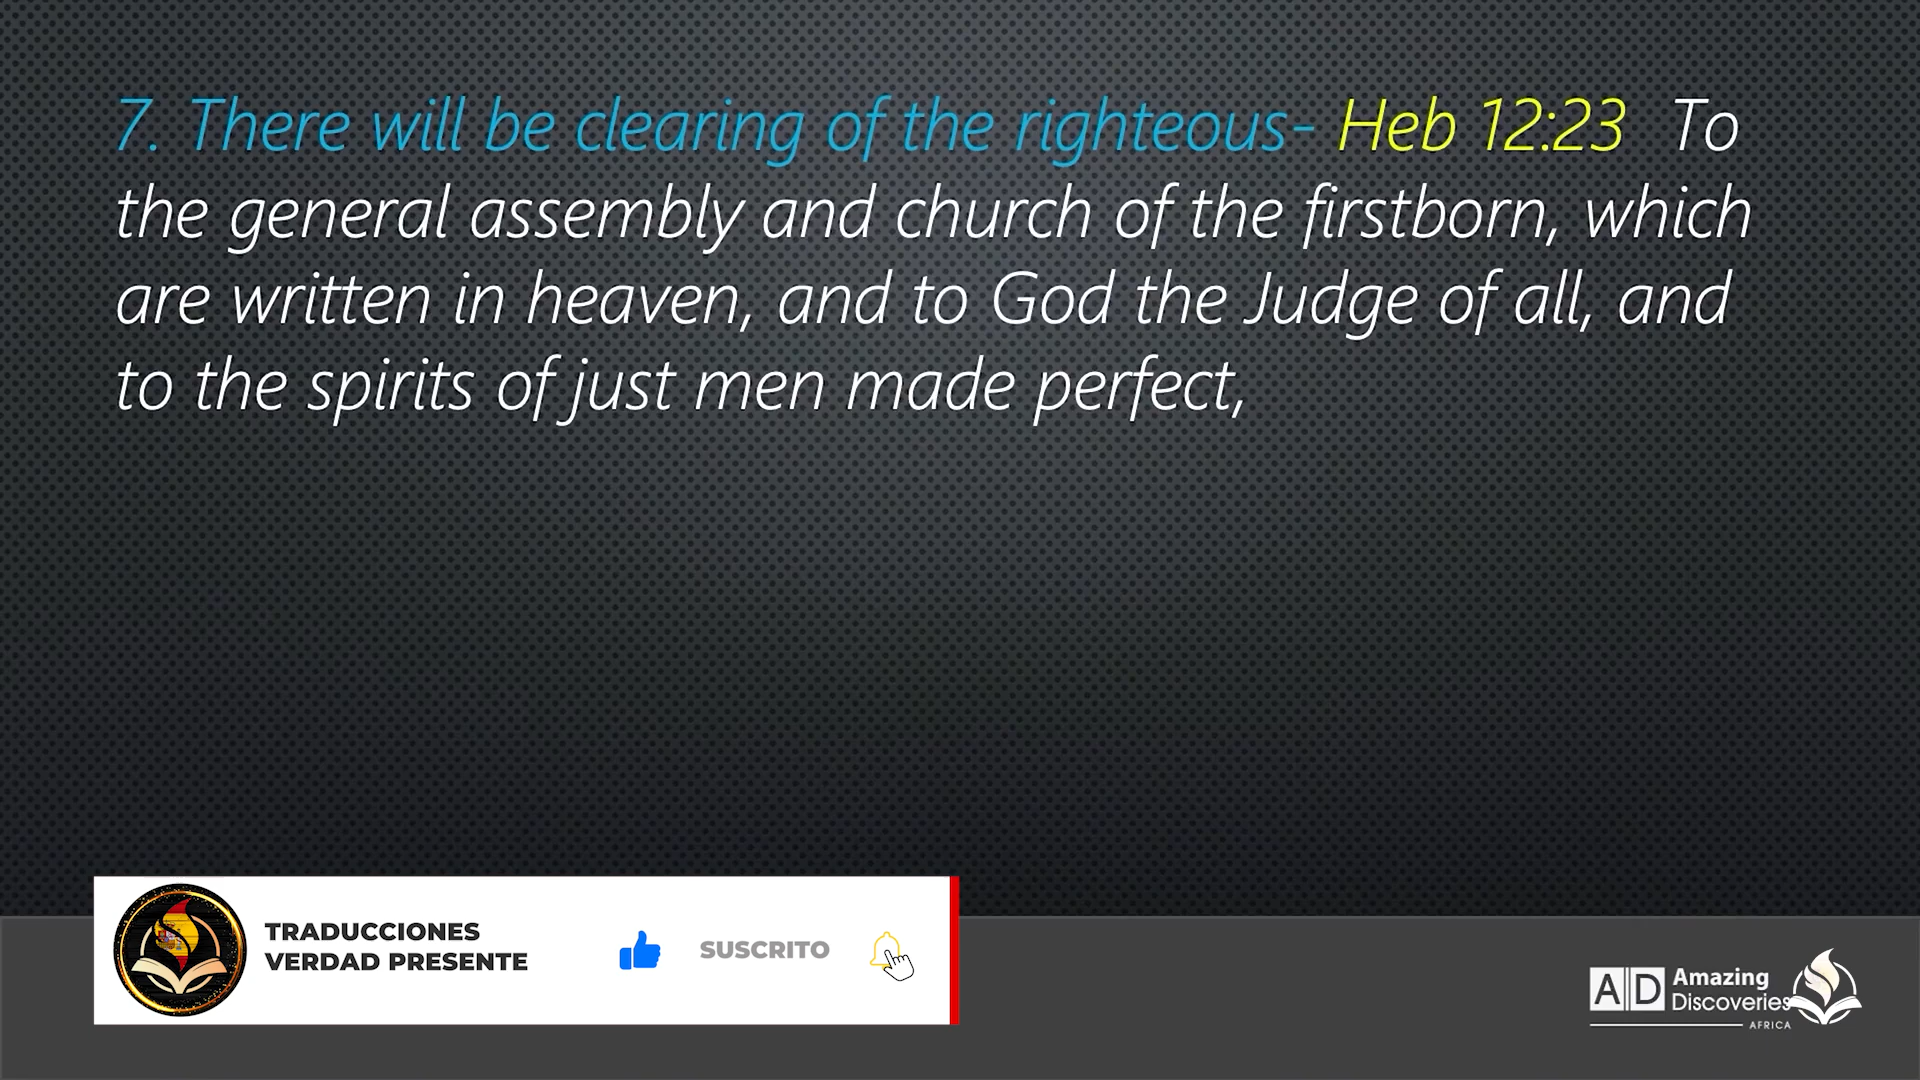 7. There will be clearing of the righteous- Heb 12:23 To
the general assembly and church of the firstborn, which
are written in heaven, and to God the Judge of all, and
to the spirits of just men made perfect,
TRADUCCIONES
VERDAD PRESENTE
SUSCRITO
AD Amazing
Discoveries
AFRICA